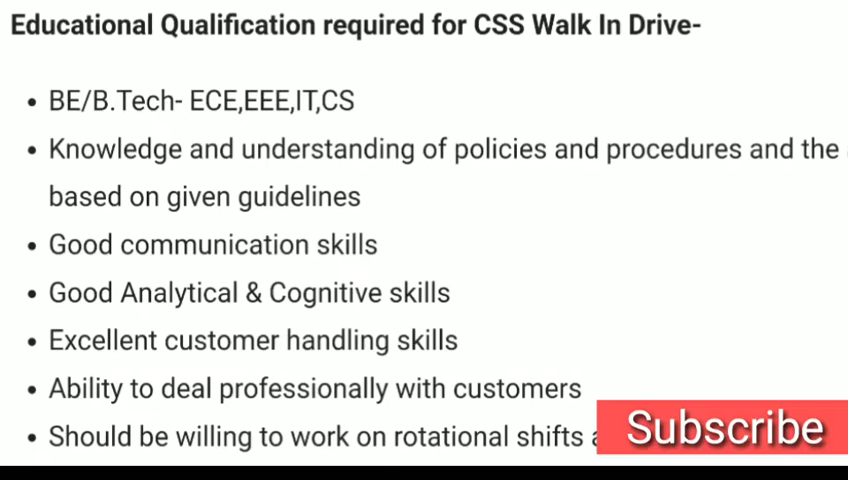 Educational Qualification required for CSS Walk In Drive-
• BE/B.Tech- ECE,EEE,IT,CS
• Knowledge and understanding of policies and procedures and the
based on given guidelines
• Good communication skills
• Good Analytical & Cognitive skills
• Excellent customer handling skills
• Ability to deal professionally with customers
• Should be willing to work on rotational shifts
Subscribe